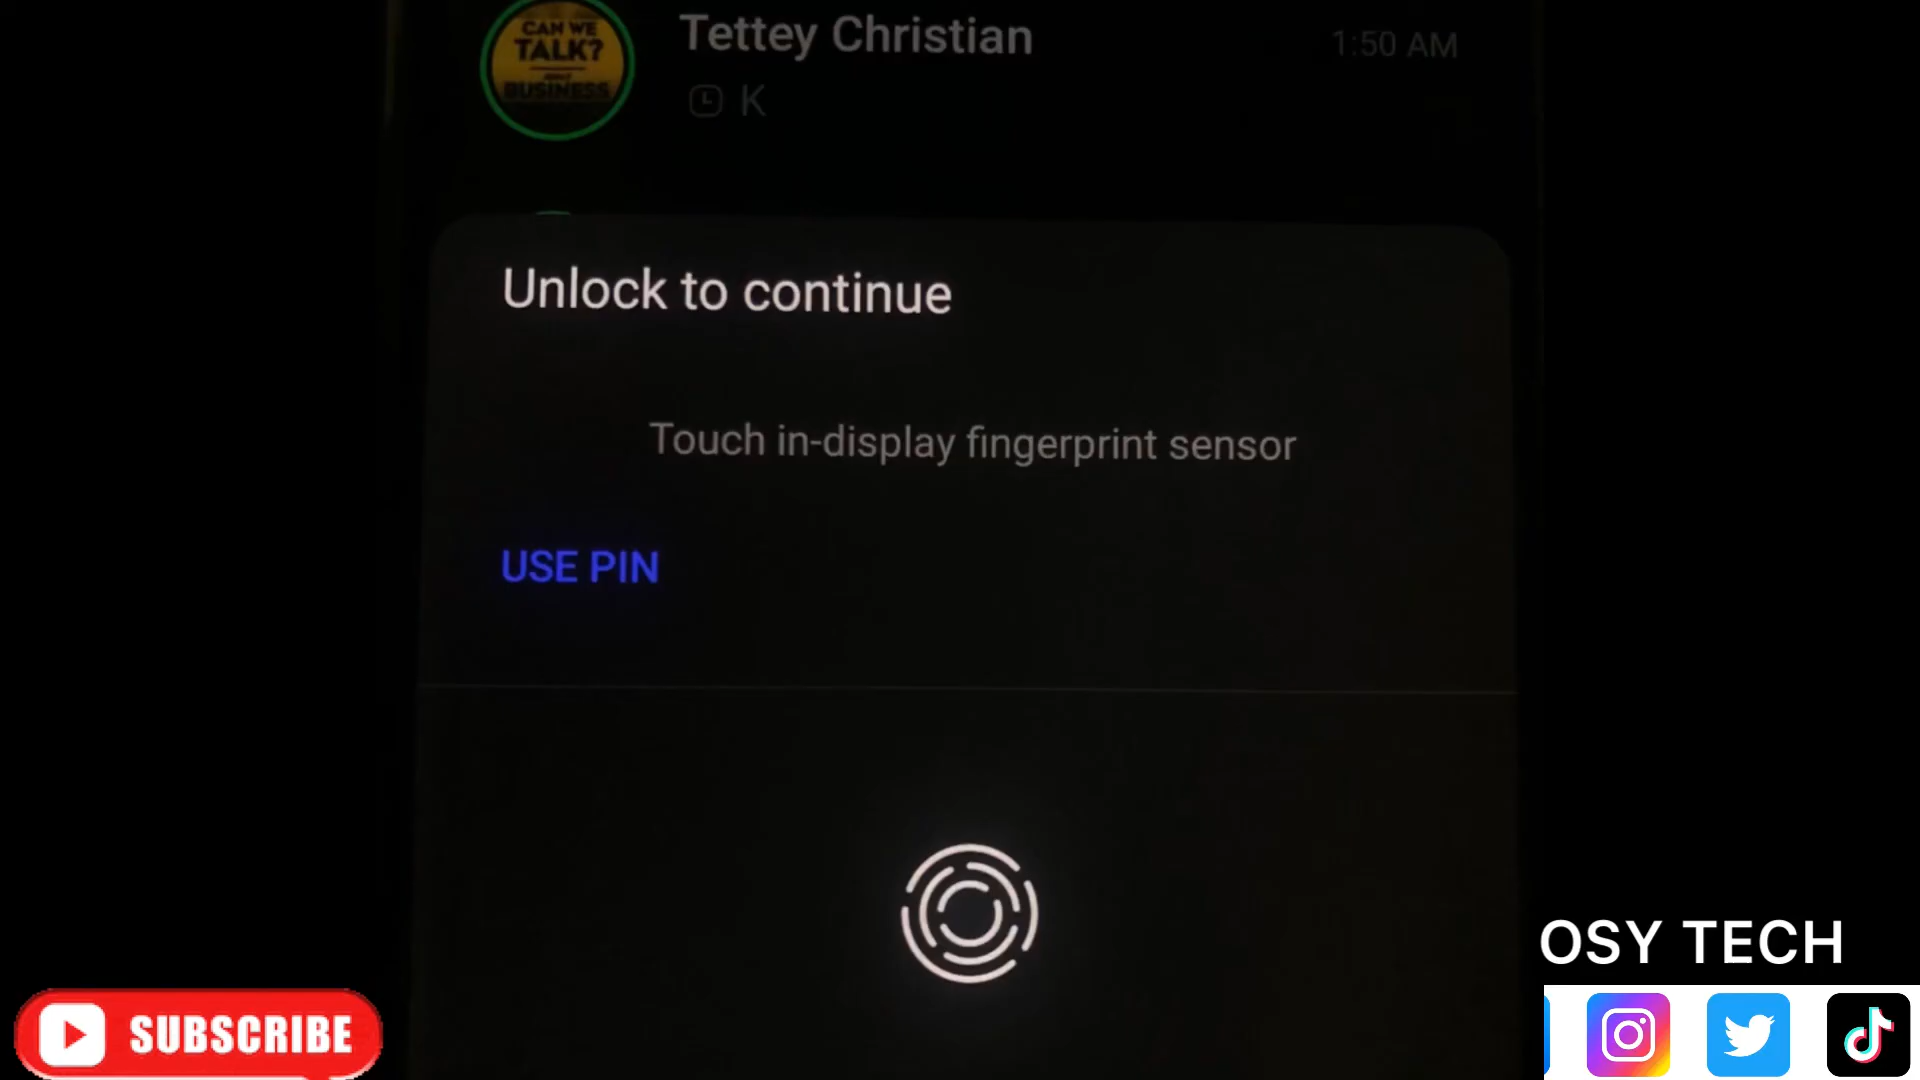 CAN WE
TALK?
BUSINESS
Tettey Christian
1:50 AM
K
Unlock to continue
Touch in-display fingerprint sensor
USE PIN
OSY TECH
SUBSCRIBE